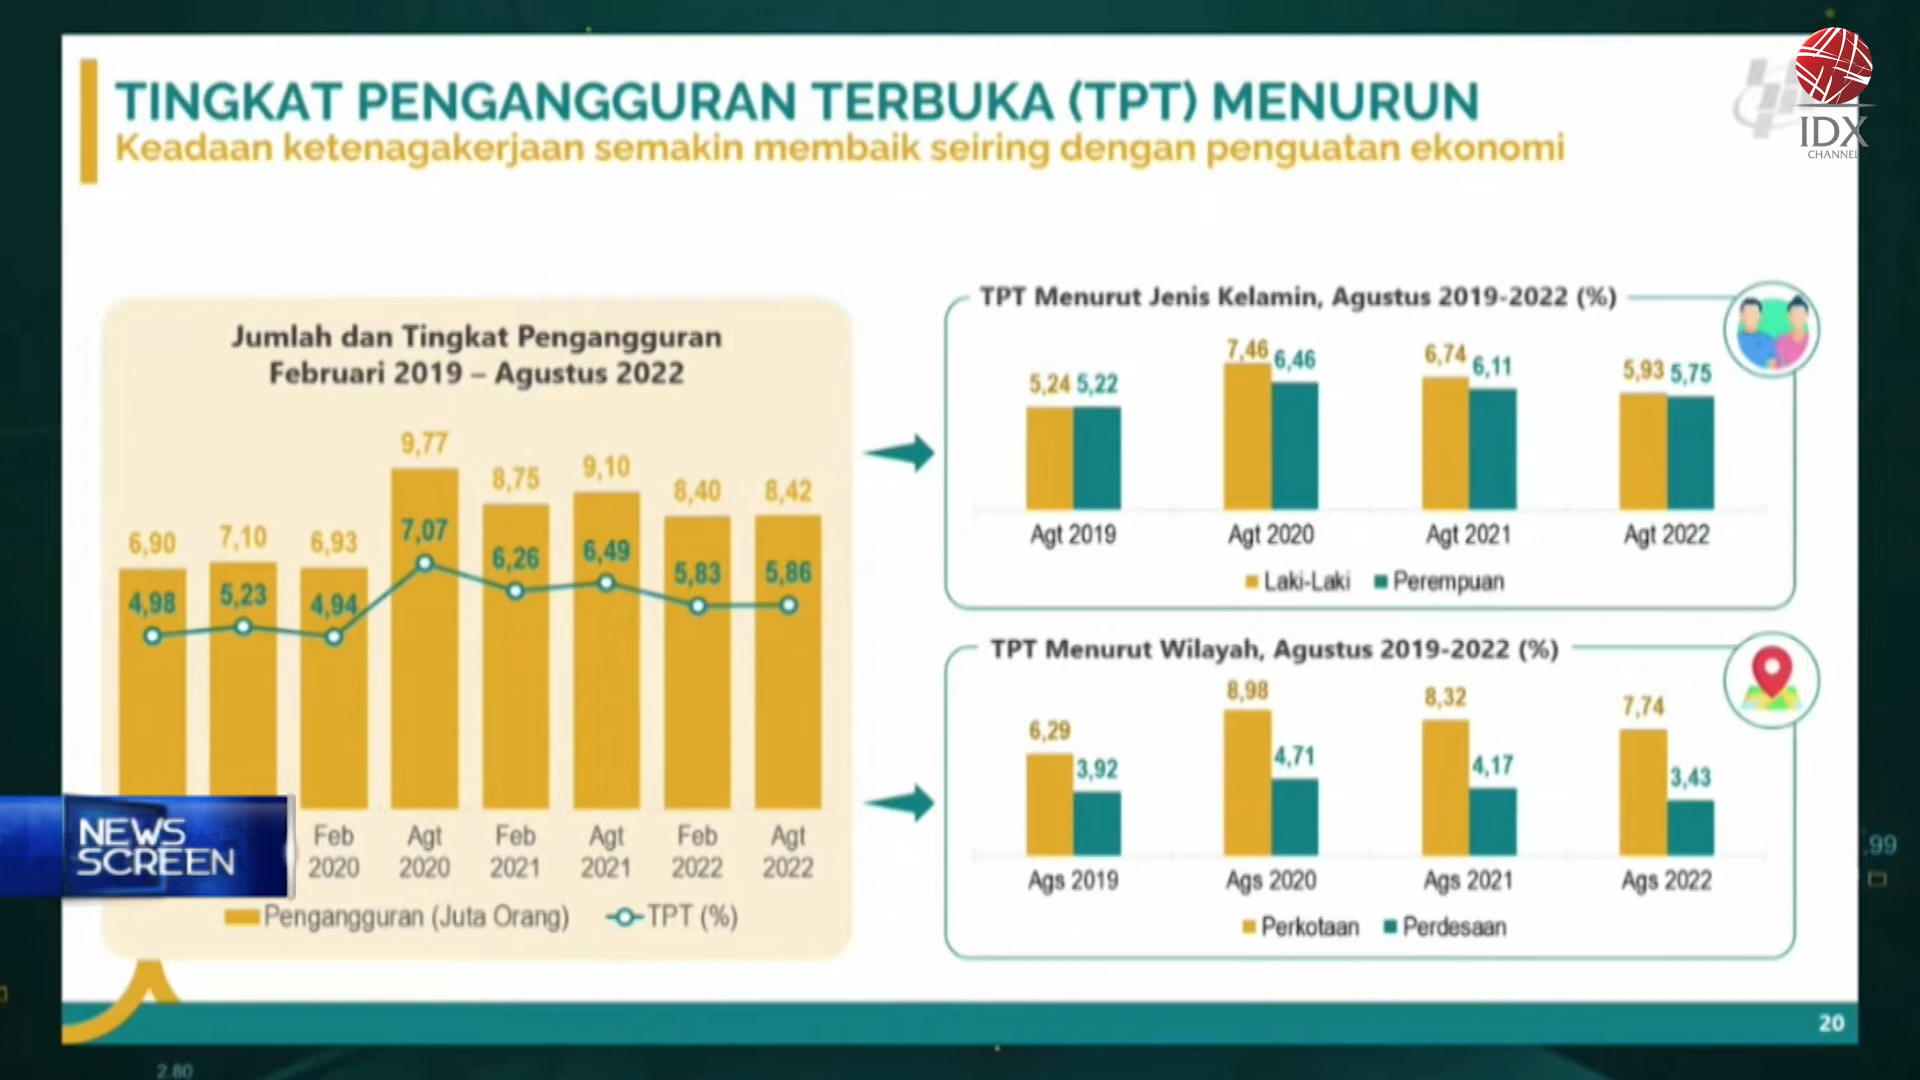 IDX
CHANNEL
TINGKAT PENGANGGURAN TERBUKA (TPT) MENURUN
Keadaan ketenagakerjaan semakin membaik seiring dengan penguatan ekonomi
Jumlah dan Tingkat Pengangguran
Februari 2019 – Agustus 2022
6,90 7,10 6,93 9,77 8,75 9,10 8,40 8,42
4,98 5,23 4,94 7,07 6,26 6,49 5,83 5,86
Feb Agt Feb Agt Feb Agt
2020 2020 2021 2021 2022 2022
Pengangguran (Juta Orang) TPT (%)
TPT Menurut Jenis Kelamin, Agustus 2019-2022 (%)
5,24 5,22 7,46 6,46 6,74 6,11 5,93 5,75
Agt 2019 Agt 2020 Agt 2021 Agt 2022
Laki-Laki Perempuan
TPT Menurut Wilayah, Agustus 2019-2022 (%)
6,29 3,92 8,98 4,71 8,32 4,17 7,74 3,43
Ags 2019 Ags 2020 Ags 2021 Ags 2022
Perkotaan Perdesaan
NEWS
SCREEN
20
.99
2.80